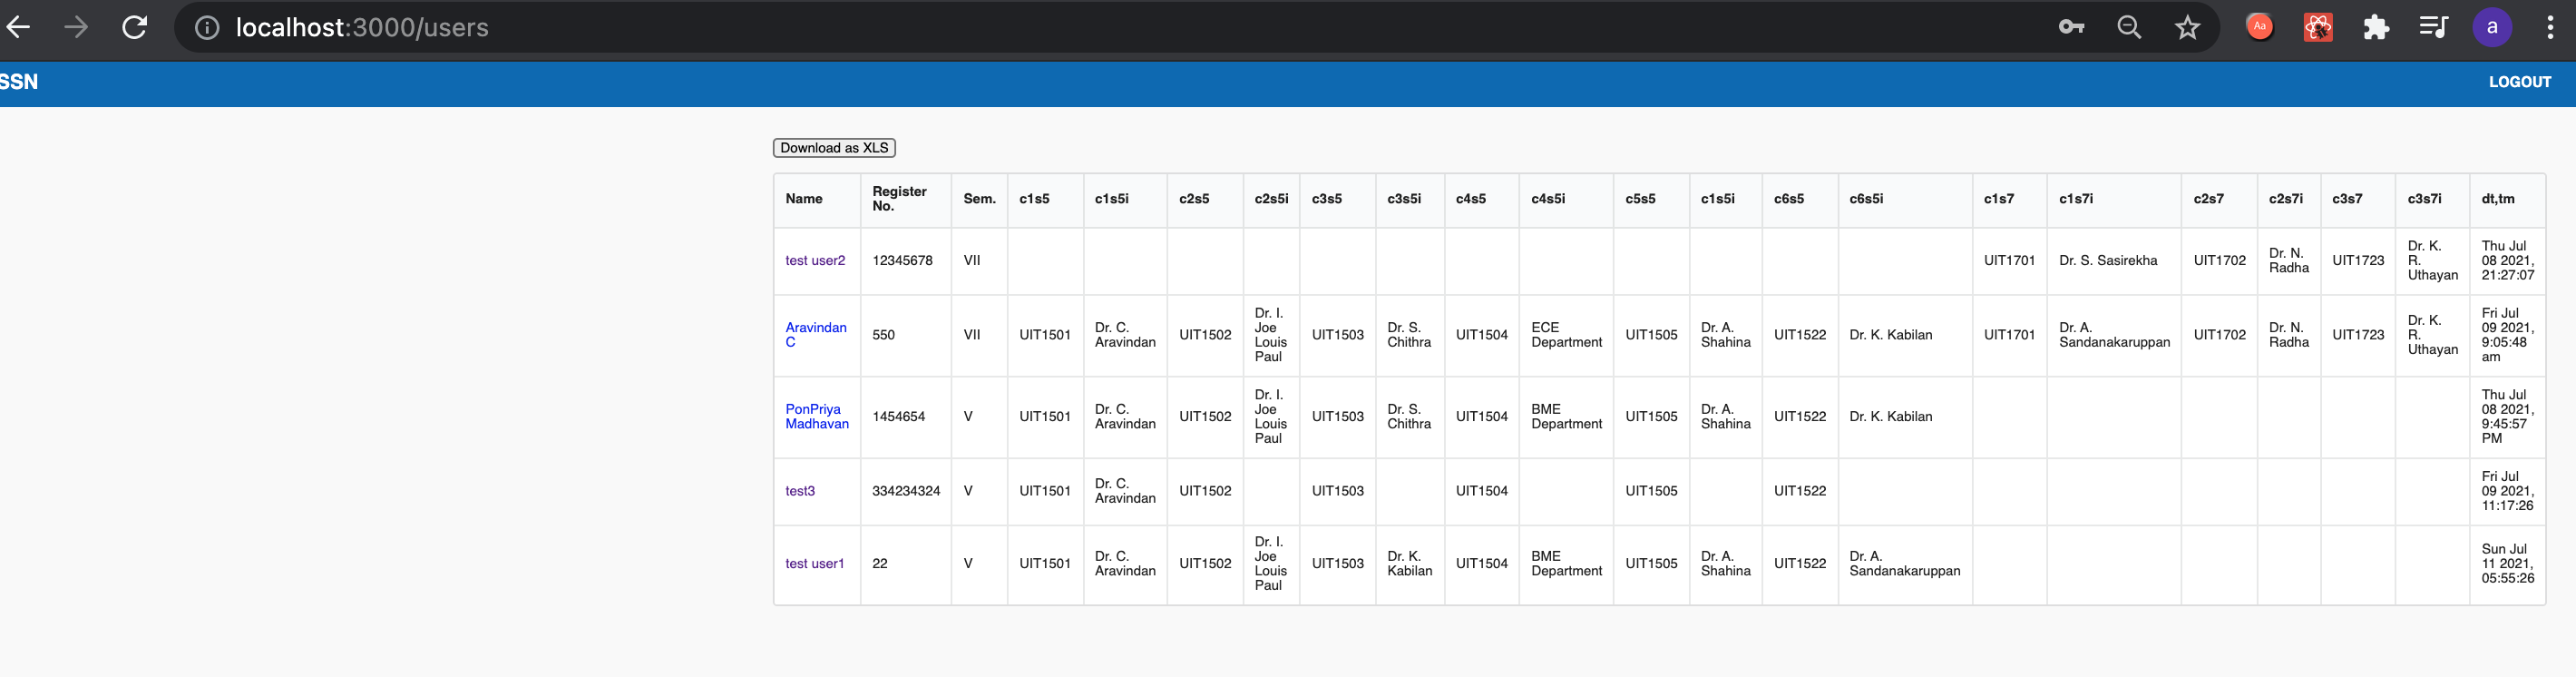 localhost:3000/users
Aa
a
SSN
LOGOUT
Download as XLS
Name Register No. Sem. c1s5 c1s5i c2s5 c2s5i c3s5 c3s5i c4s5 c4s5i c5s5 c1s5i c6s5 c6s5i c1s7 c1s7i c2s7 c2s7i c3s7 c3s7i dt,tm
test user2 12345678 VII UIT1701 Dr. S. Sasirekha UIT1702 Dr. N. Radha UIT1723 Dr. K. R. Uthayan Thu Jul 08 2021, 21:27:07
Aravindan C 550 VII UIT1501 Dr. C. Aravindan UIT1502 Dr. I. Joe Louis Paul UIT1503 Dr. S. Chithra UIT1504 ECE Department UIT1505 Dr. A. Shahina UIT1522 Dr. K. Kabilan UIT1701 Dr. A. Sandanakaruppan UIT1702 Dr. N. Radha UIT1723 Dr. K. R. Uthayan Fri Jul 09 2021, 9:05:48 am
PonPriya Madhavan 1454654 V UIT1501 Dr. C. Aravindan UIT1502 Dr. I. Joe Louis Paul UIT1503 Dr. S. Chithra UIT1504 BME Department UIT1505 Dr. A. Shahina UIT1522 Dr. K. Kabilan Thu Jul 08 2021, 9:45:57 PM
test3 334234324 V UIT1501 Dr. C. Aravindan UIT1502 UIT1503 UIT1504 UIT1505 UIT1522 Fri Jul 09 2021, 11:17:26
test user1 22 V UIT1501 Dr. C. Aravindan UIT1502 Dr. I. Joe Louis Paul UIT1503 Dr. K. Kabilan UIT1504 BME Department UIT1505 Dr. A. Shahina UIT1522 Dr. A. Sandanakaruppan Sun Jul 11 2021, 05:55:26